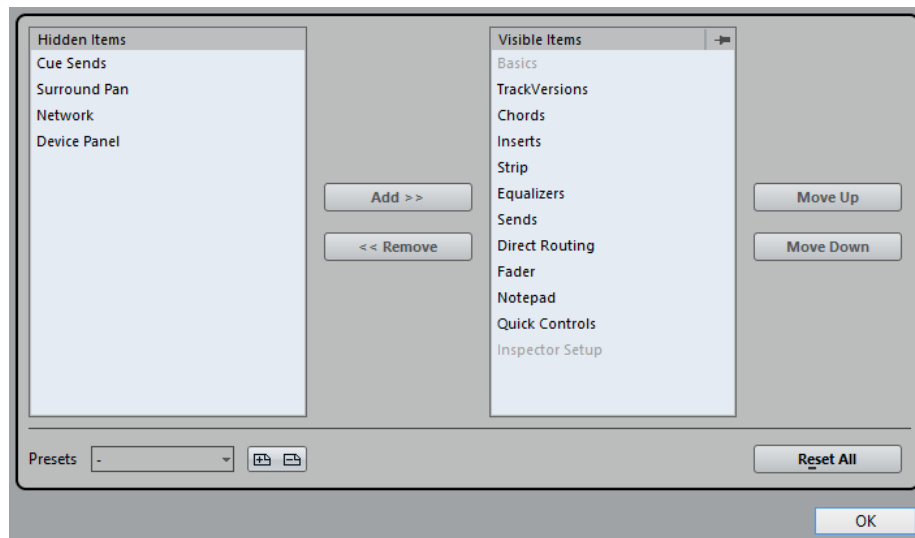 Hidden Items
Cue Sends
Surround Pan
Network
Device Panel
Add >>
<< Remove
Visible Items
Basics
TrackVersions
Chords
Inserts
Strip
Equalizers
Sends
Direct Routing
Fader
Notepad
Quick Controls
Inspector Setup
Move Up
Move Down
Presets -
Reset All
OK